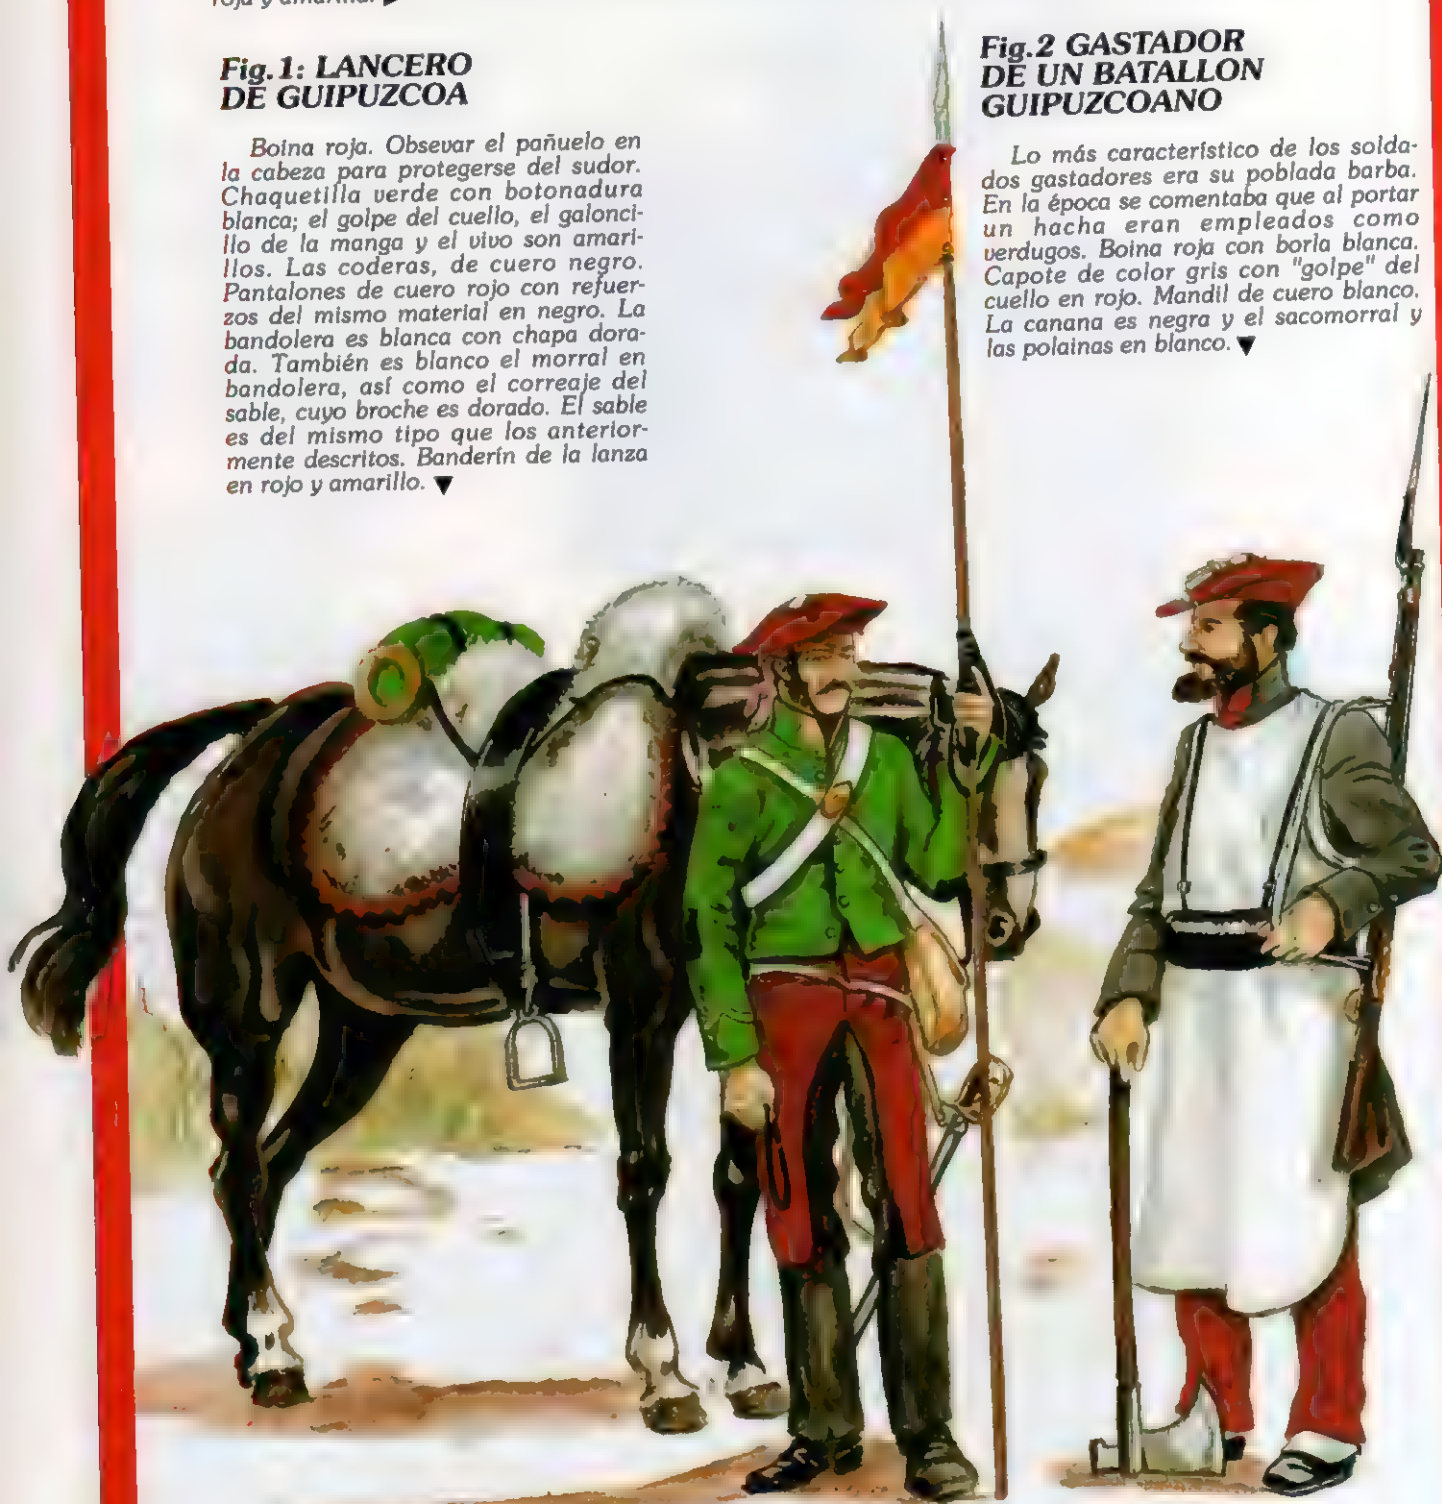 roja y amarilla. ▶
Fig.1: LANCERO
DE GUIPUZCOA
Boina roja. Obsevar el pañuelo en
la cabeza para protegerse del sudor.
Chaquetilla verde con botonadura
blanca; el golpe del cuello, el galonci-
llo de la manga y el vivo son amari-
llos. Las coderas, de cuero negro.
Pantalones de cuero rojo con refuer-
zos del mismo material en negro. La
bandolera es blanca con chapa dora-
da. También es blanco el morral en
bandolera, así como el correaje del
sable, cuyo broche es dorado. El sable
es del mismo tipo que los anterior-
mente descritos. Banderín de la lanza
en rojo y amarillo. ▼
Fig.2 GASTADOR
DE UN BATALLON
GUIPUZCOANO
Lo más característico de los solda-
dos gastadores era su poblada barba.
En la época se comentaba que al portar
un hacha eran empleados como
verdugos. Boina roja con borla blanca.
Capote de color gris con "golpe" del
cuello en rojo. Mandil de cuero blanco.
La canana es negra y el sacomorral y
las polainas en blanco. ▼